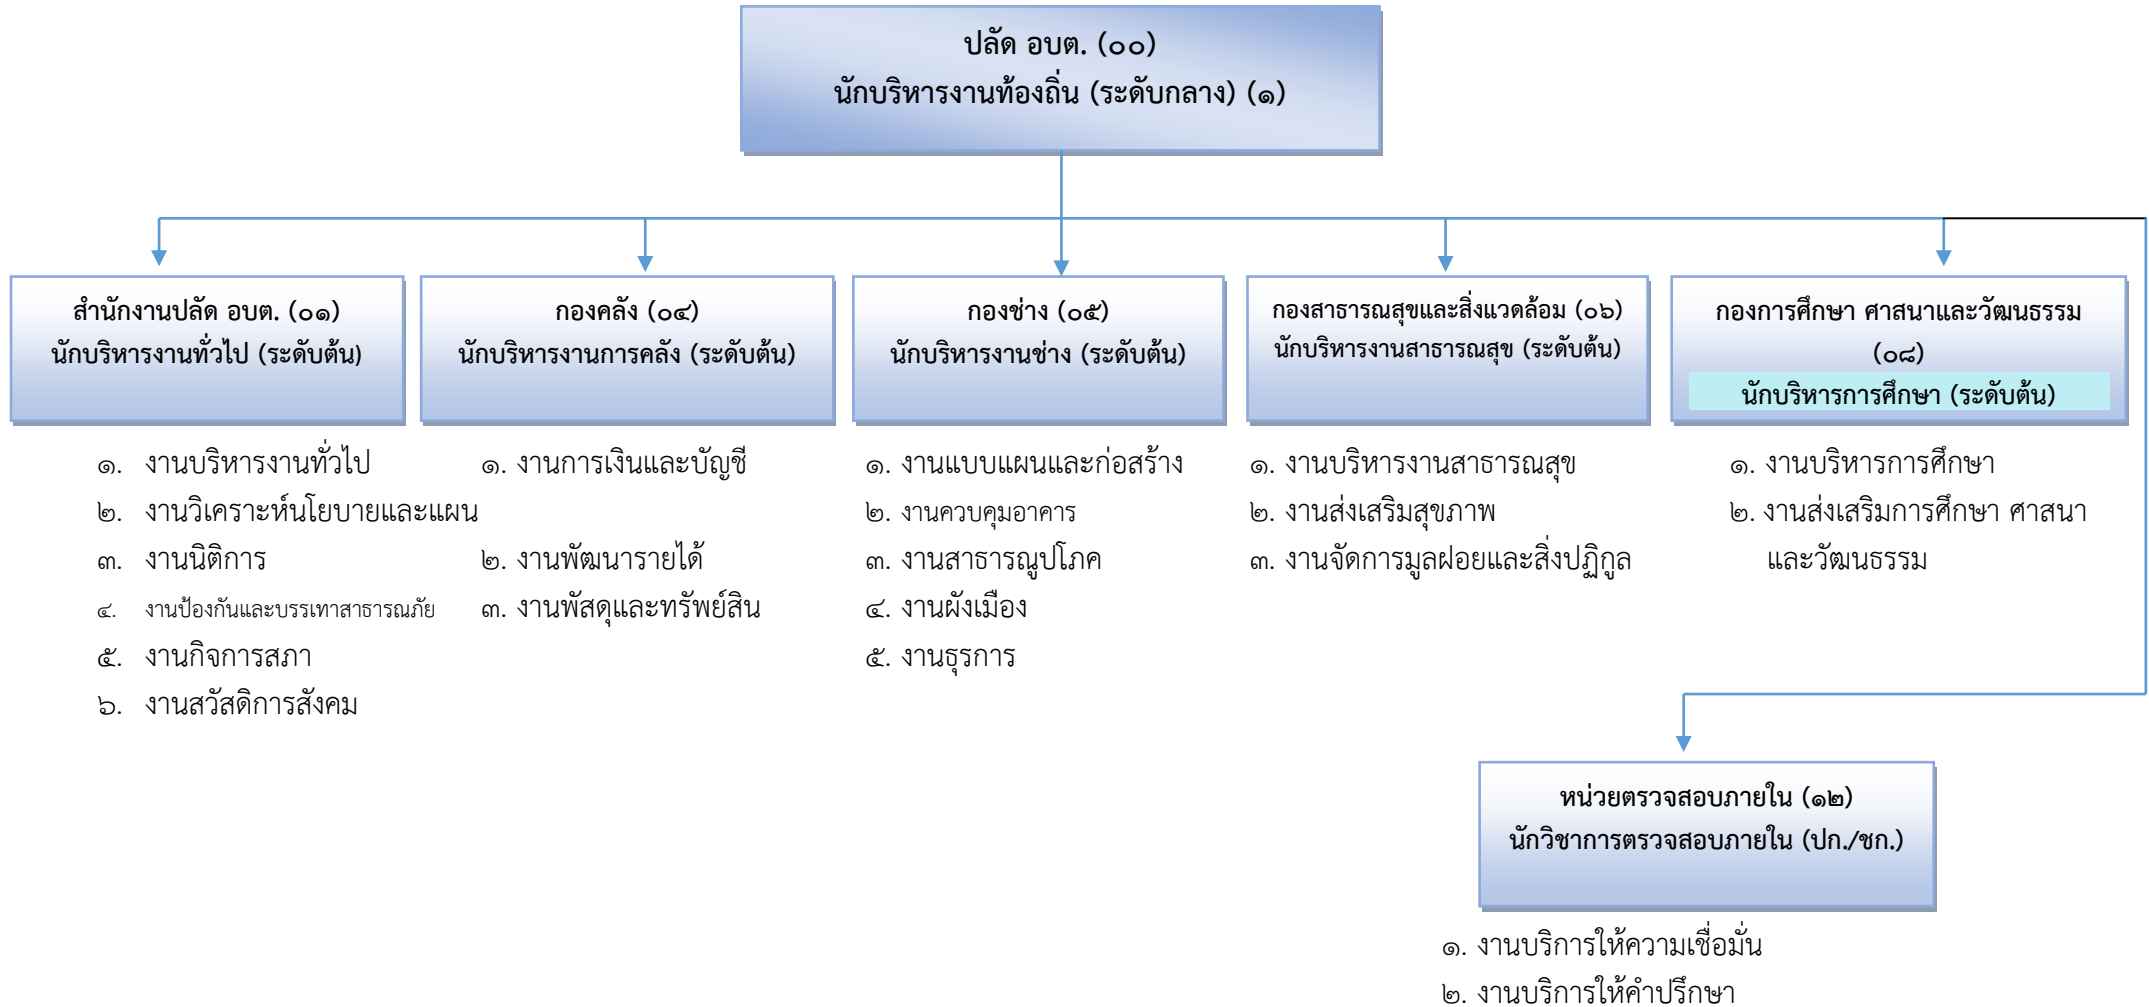 ปลัด อบต. (๐๐)
นักบริหารงานท้องถิ่น (ระดับกลาง) (๑)
สำนักงานปลัด อบต. (๐๑)
นักบริหารงานทั่วไป (ระดับต้น)
กองคลัง (๐๔)
นักบริหารงานการคลัง (ระดับต้น)
กองช่าง (๐๕)
นักบริหารงานช่าง (ระดับต้น)
กองสาธารณสุขและสิ่งแวดล้อม (๐๖)
นักบริหารงานสาธารณสุข (ระดับต้น)
กองการศึกษา ศาสนาและวัฒนธรรม
(๐๘)
นักบริหารการศึกษา (ระดับต้น)
๑. งานบริหารงานทั่วไป
๒. งานวิเคราะห์นโยบายและแผน
๓. งานนิติการ
๔. งานป้องกันและบรรเทาสาธารณภัย
๕. งานกิจการสภา
๖. งานสวัสดิการสังคม
๑. งานการเงินและบัญชี
๒. งานพัฒนารายได้
๓. งานพัสดุและทรัพย์สิน
๑. งานแบบแผนและก่อสร้าง
๒. งานควบคุมอาคาร
๓. งานสาธารณูปโภค
๔. งานผังเมือง
๕. งานธุรการ
๑. งานบริหารงานสาธารณสุข
๒. งานส่งเสริมสุขภาพ
๓. งานจัดการมูลฝอยและสิ่งปฏิกูล
๑. งานบริหารการศึกษา
๒. งานส่งเสริมการศึกษา ศาสนา
และวัฒนธรรม
หน่วยตรวจสอบภายใน (๑๒)
นักวิชาการตรวจสอบภายใน (ปก./ชก.)
๑. งานบริการให้ความเชื่อมั่น
๒. งานบริการให้คำปรึกษา